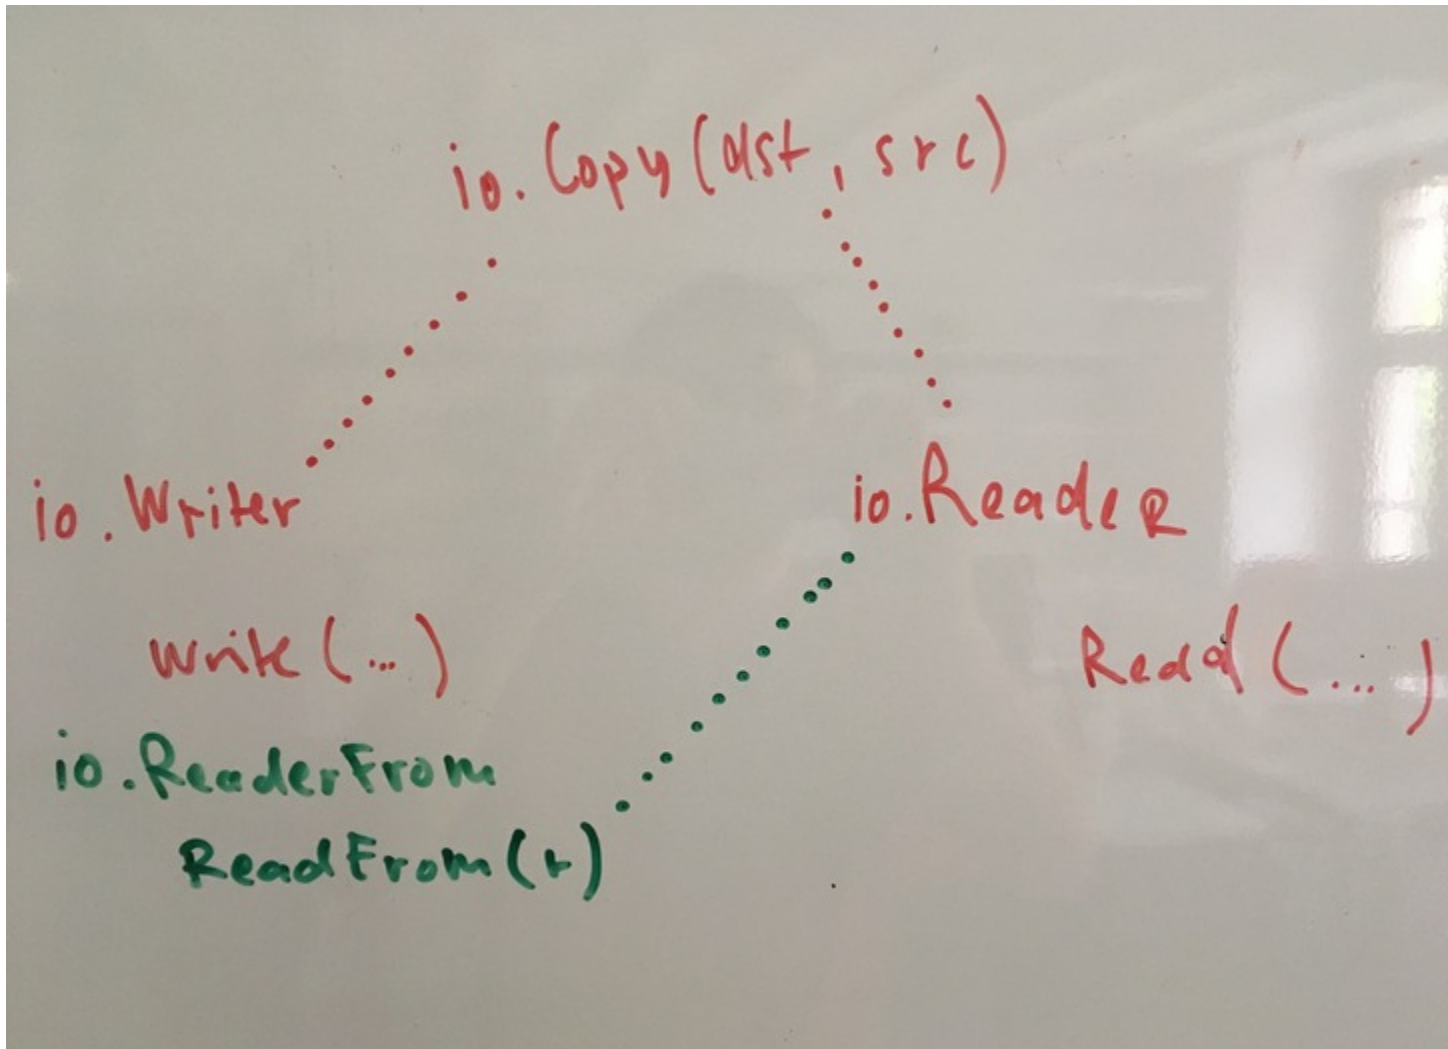 io.Copy(dst, src)
io.Writer
io.Reader
Write(...)
Read(...)
io.ReaderFrom
ReadFrom(r)